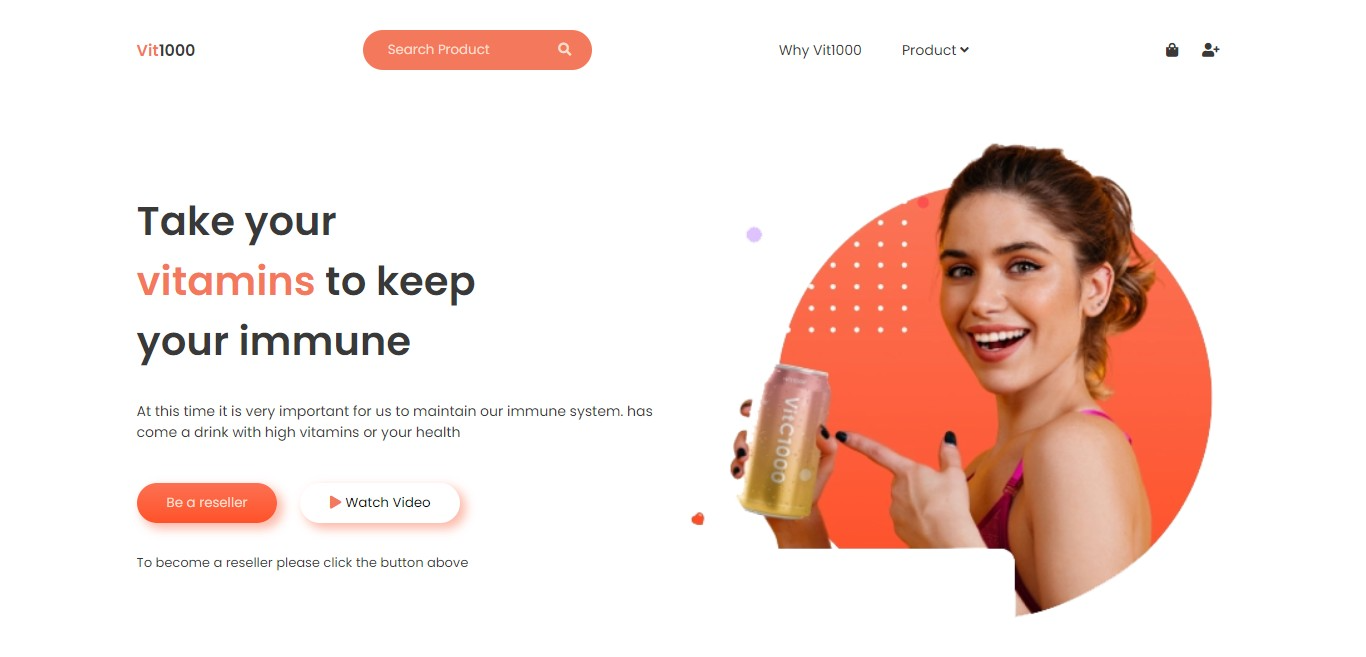 Vit1000
Search Product
Why Vit1000
Product
Take your
vitamins to keep
your immune
At this time it is very important for us to maintain our immune system. has
come a drink with high vitamins or your health
Be a reseller
Watch Video
To become a reseller please click the button above
VitC1000